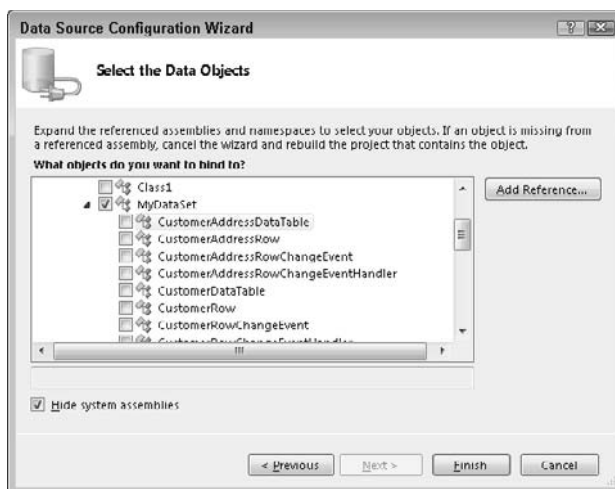 Data Source Configuration Wizard
Select the Data Objects
Expand the referenced assemblies and namespaces to select your objects. If an object is missing from
a referenced assembly, cancel the wizard and rebuild the project that contains the object.
What objects do you want to bind to?
Class1
MyDataSet
CustomerAddressDataTable
CustomerAddressRow
CustomerAddressRowChangeEvent
CustomerAddressRowChangeEventHandler
CustomerDataTable
CustomerRow
CustomerRowChangeEvent
CustomerRowChangeEventHandler
Add Reference...
Hide system assemblies
< Previous
Next >
Finish
Cancel